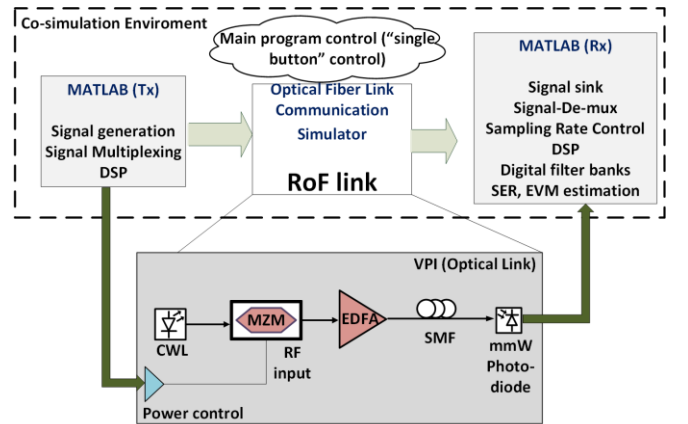 Co-simulation Enviroment
Main program control (“single
button” control)
MATLAB (Tx)
Signal generation
Signal Multiplexing
DSP
Optical Fiber Link
Communication
Simulator
RoF link
MATLAB (Rx)
Signal sink
Signal-De-mux
Sampling Rate Control
DSP
Digital filter banks
SER, EVM estimation
VPI (Optical Link)
CWL
MZM
RF
input
EDFA
SMF
mmW
Photo-
diode
Power control